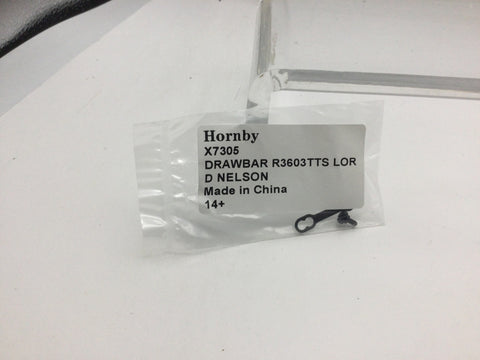 Hornby
X7305
DRAWBAR R3603TTS LOR
D NELSON
Made in China
14+